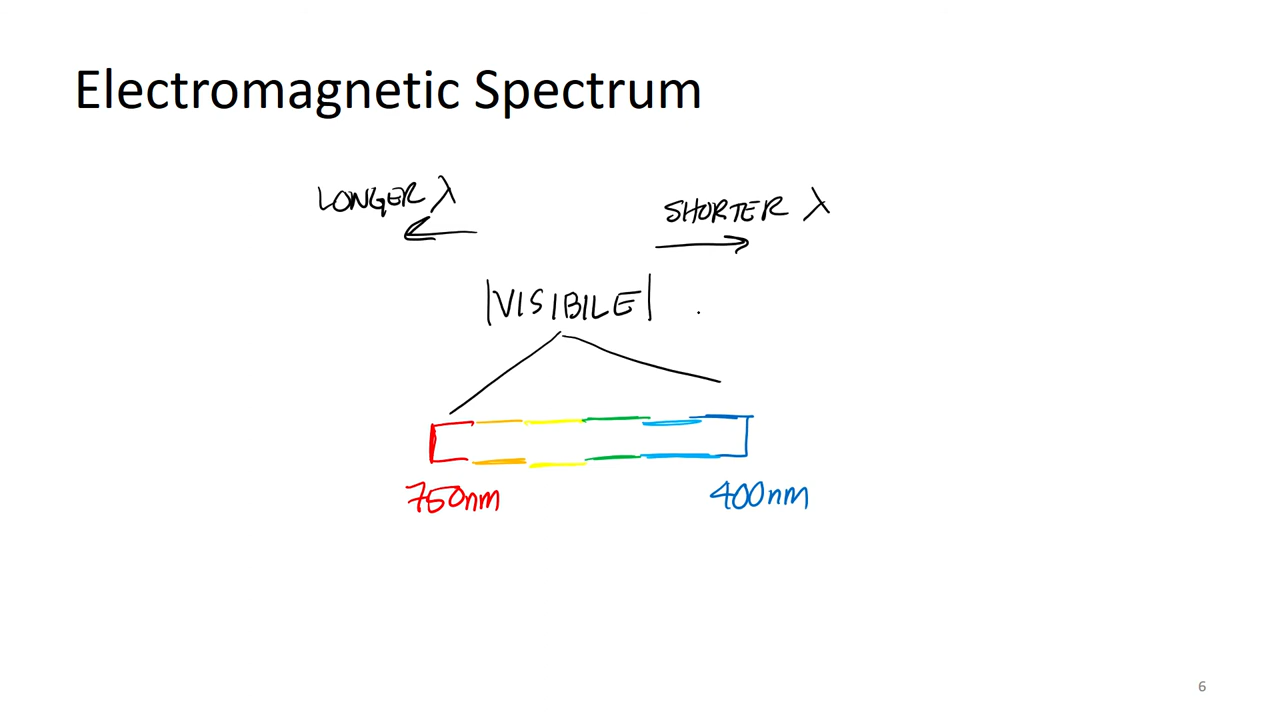 Electromagnetic Spectrum
LONGER λ
SHORTER λ
|VISIBILE|
750nm
400nm
6